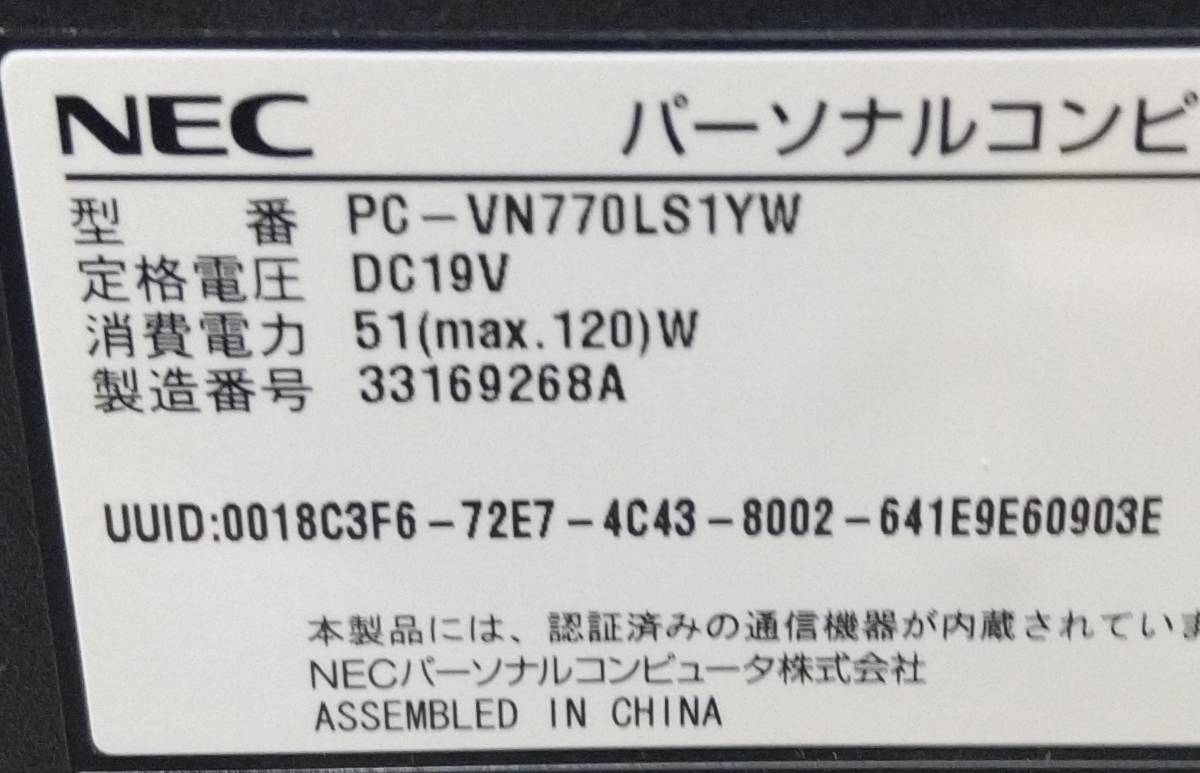 NEC パーソナルコンピ
型番 PC-VN770LS1YW
定格電圧 DC19V
消費電力 51(max.120)W
製造番号 33169268A
UUID:0018C3F6-72E7-4C43-8002-641E9E60903E
本製品には、認証済みの通信機器が内蔵されていま
NECパーソナルコンピュータ株式会社
ASSEMBLED IN CHINA